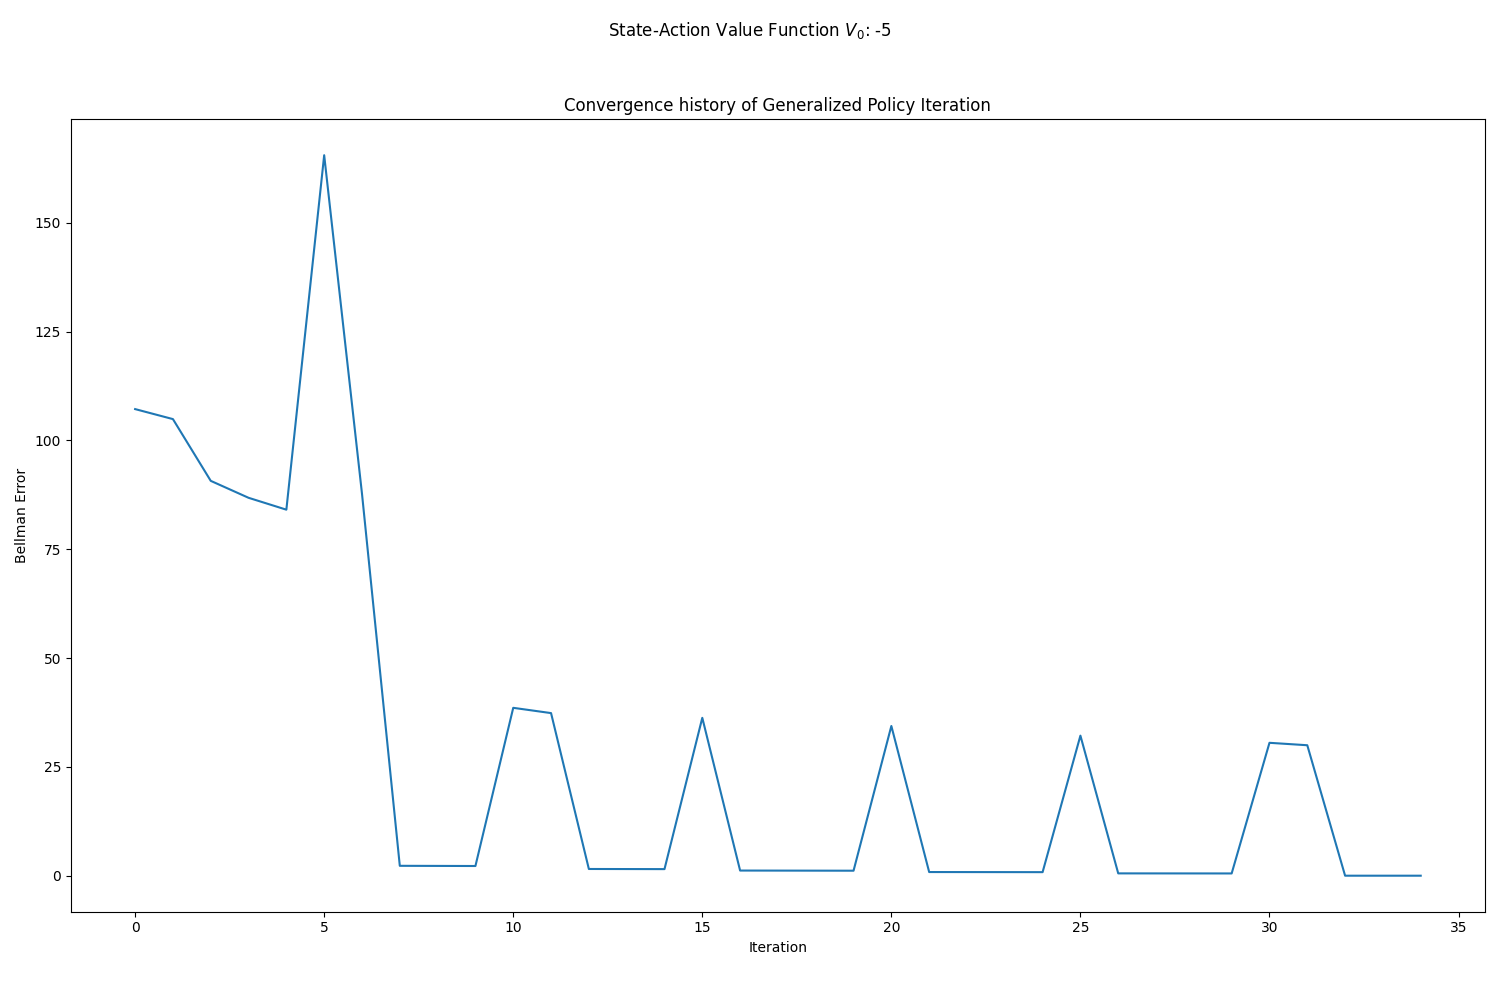 State-Action Value Function $V_0$: -5
Convergence history of Generalized Policy Iteration
150
125
100
75
50
25
0
Bellman Error
0 5 10 15 20 25 30 35
Iteration